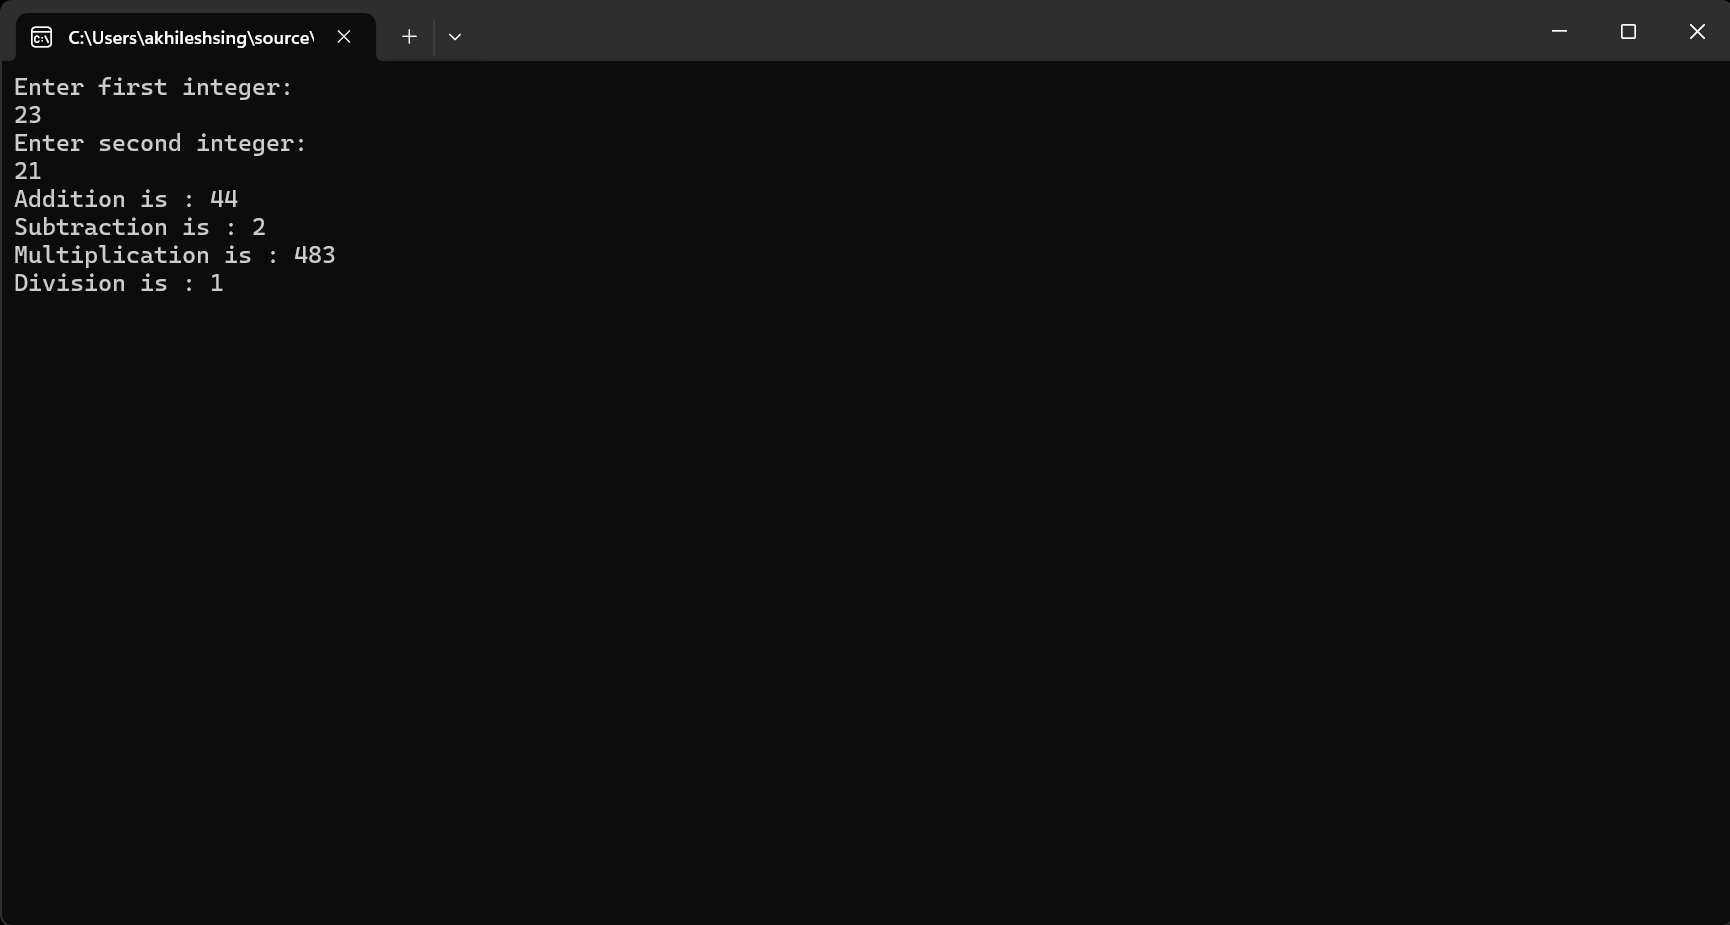 C:\Users\akhileshsing\source\
Enter first integer:
23
Enter second integer:
21
Addition is : 44
Subtraction is : 2
Multiplication is : 483
Division is : 1